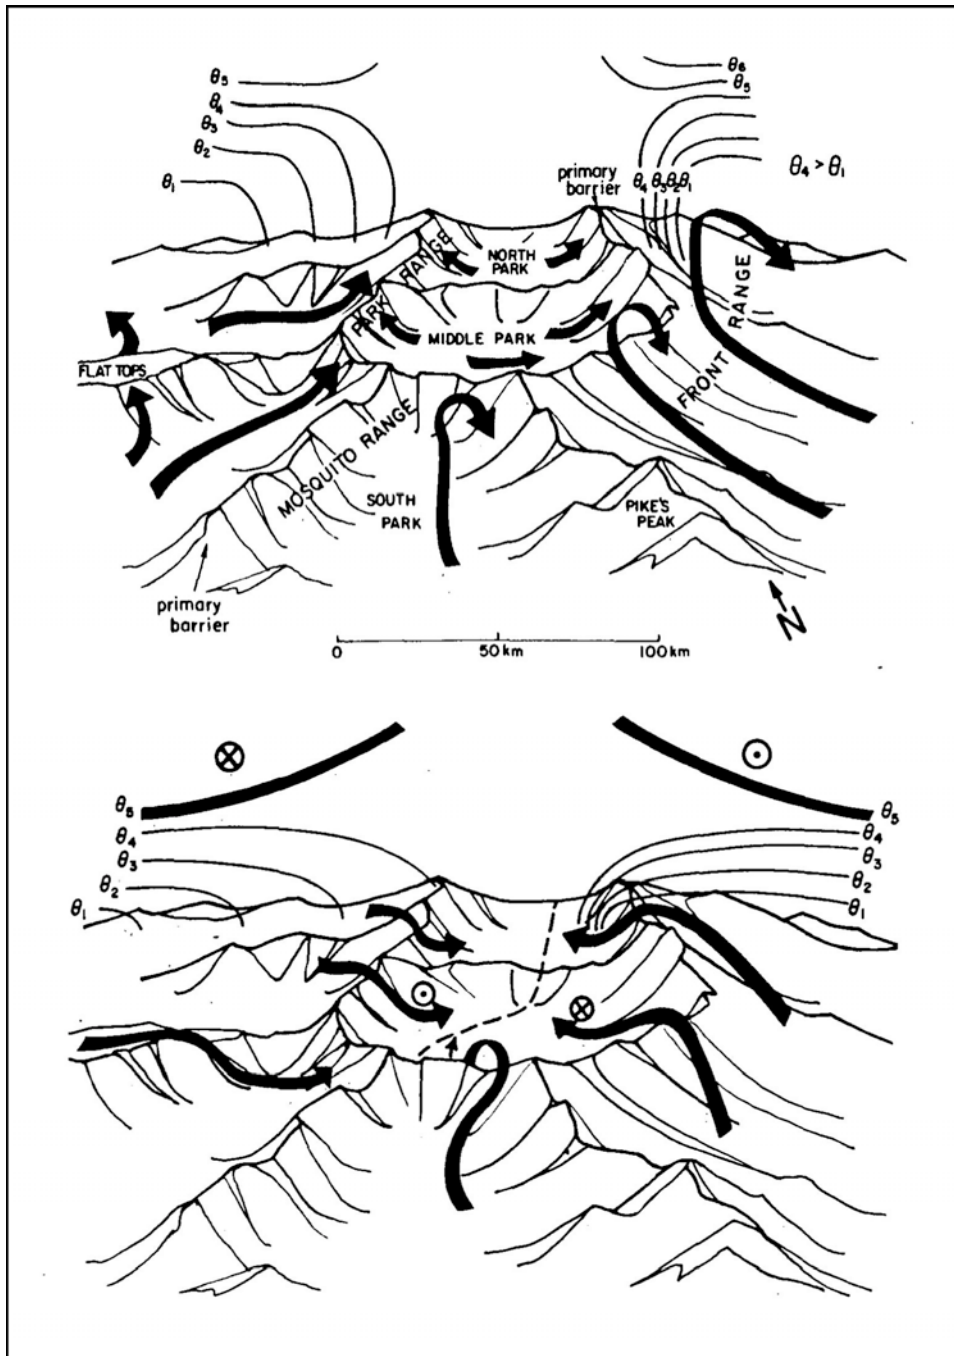 θ5
θ4
θ3
θ2
θ1
θ6
θ5
θ4 θ3 θ2 θ1
θ4 > θ1
primary
barrier
NORTH
PARK
PARK RANGE
MIDDLE PARK
FLAT TOPS
MOSQUITO RANGE
SOUTH
PARK
FRONT RANGE
PIKE'S
PEAK
primary
barrier
N
0 50 km 100 km
θ5
θ4
θ3
θ2
θ1
θ5
θ4
θ3
θ2
θ1